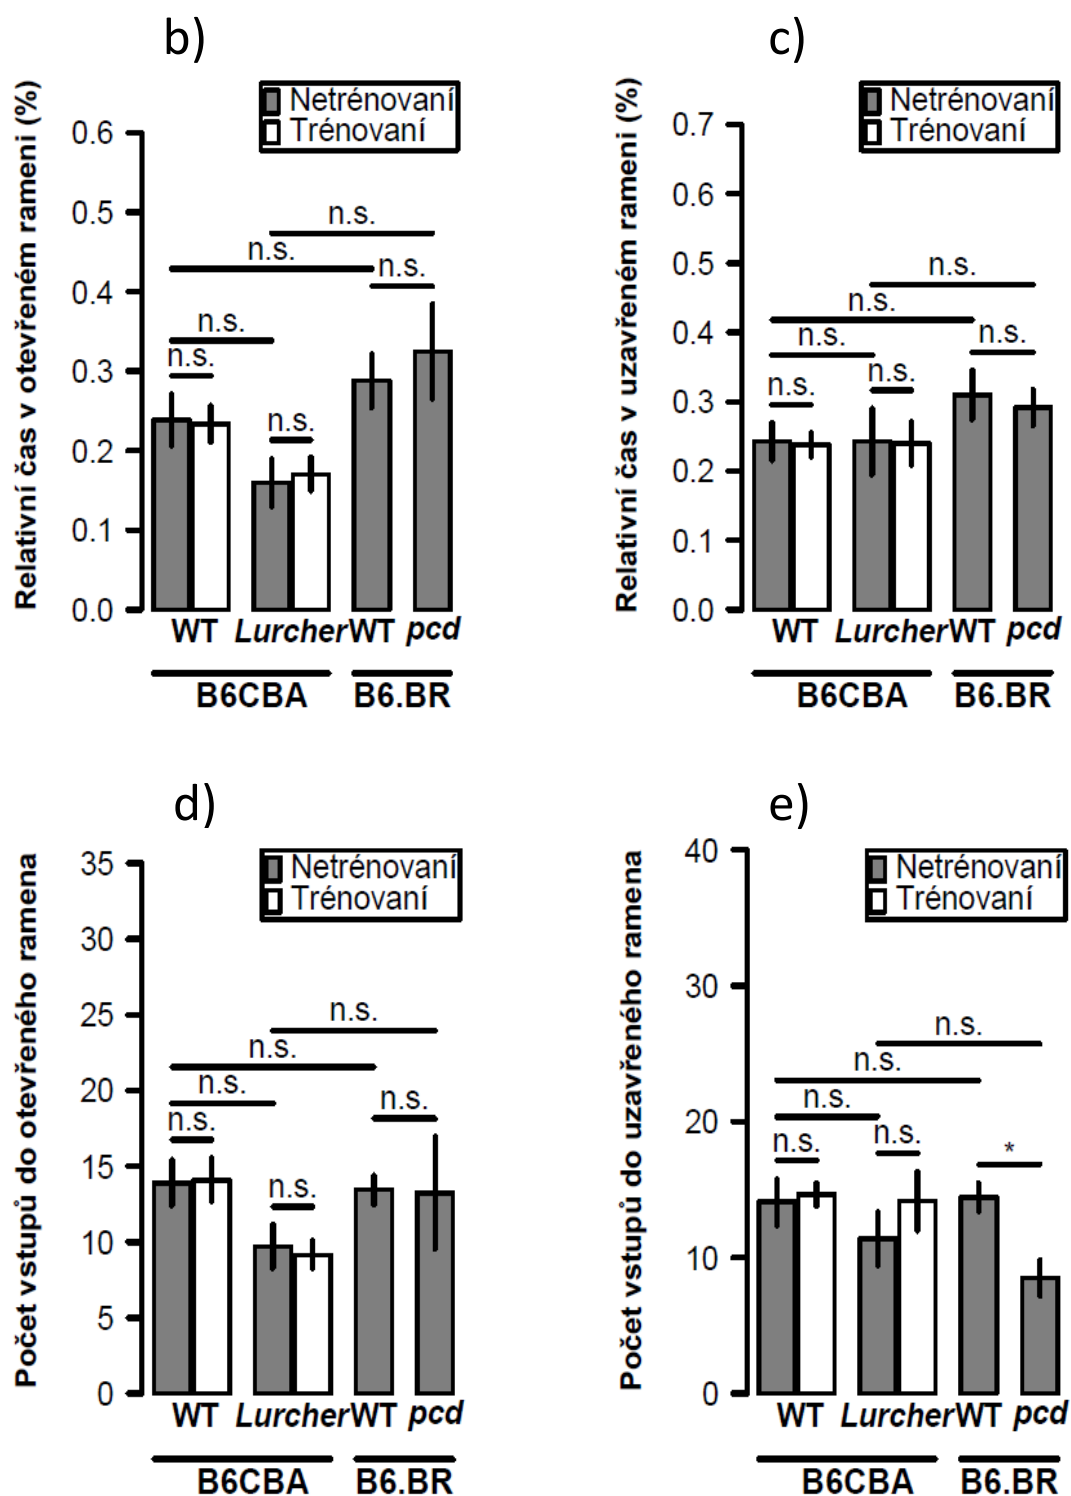 b)
Relativní čas v otevřeném rameni (%)
Netrénovaní
Trénovaní
0.6
0.5
0.4
0.3
0.2
0.1
0.0
n.s.
n.s.
n.s.
n.s.
n.s.
n.s.
WT Lurcher WT pcd
B6CBA B6.BR
c)
Relativní čas v uzavřeném rameni (%)
Netrénovaní
Trénovaní
0.7
0.6
0.5
0.4
0.3
0.2
0.1
0.0
n.s.
n.s.
n.s.
n.s.
n.s.
n.s.
WT Lurcher WT pcd
B6CBA B6.BR
d)
Počet vstupů do otevřeného ramena
Netrénovaní
Trénovaní
35
30
25
20
15
10
5
0
n.s.
n.s.
n.s.
n.s.
n.s.
n.s.
WT Lurcher WT pcd
B6CBA B6.BR
e)
Počet vstupů do uzavřeného ramena
Netrénovaní
Trénovaní
40
30
20
10
0
n.s.
n.s.
n.s.
n.s.
n.s.
*
WT Lurcher WT pcd
B6CBA B6.BR